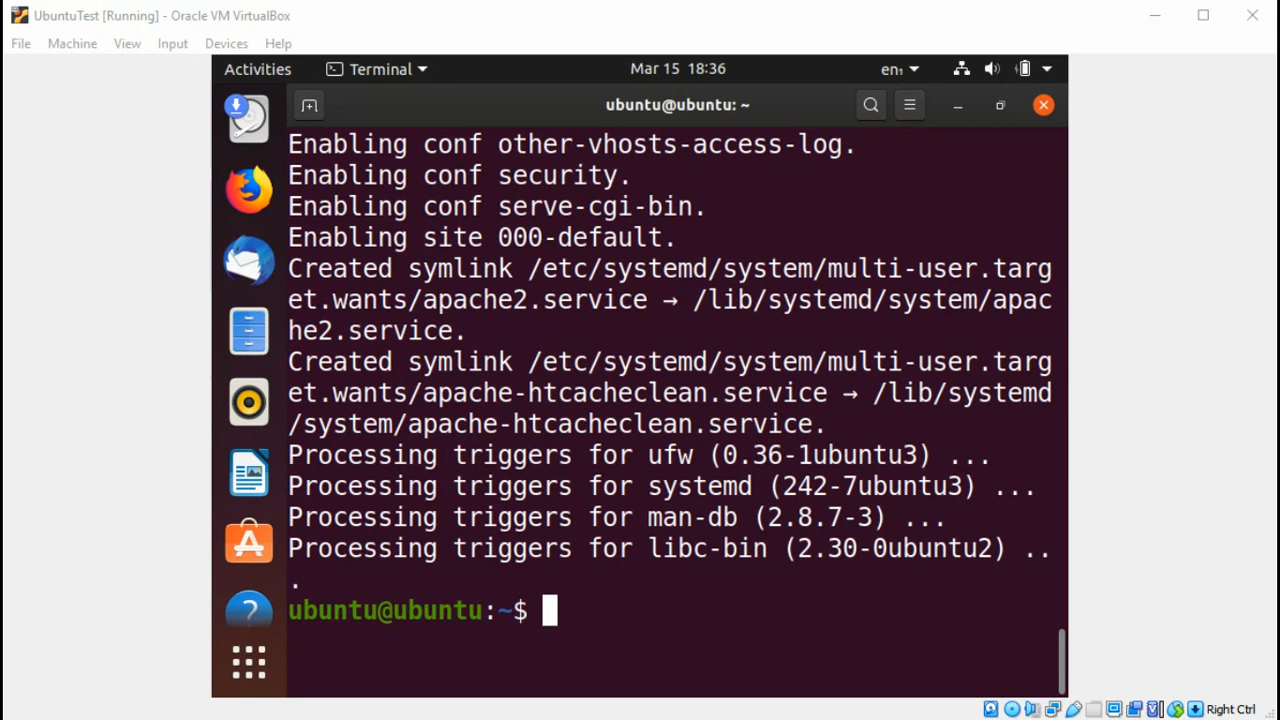 UbuntuTest [Running] - Oracle VM VirtualBox
File Machine View Input Devices Help
Activities Terminal Mar 15 18:36 en₁
ubuntu@ubuntu: ~
Enabling conf other-vhosts-access-log.
Enabling conf security.
Enabling conf serve-cgi-bin.
Enabling site 000-default.
Created symlink /etc/systemd/system/multi-user.targ
et.wants/apache2.service → /lib/systemd/system/apac
he2.service.
Created symlink /etc/systemd/system/multi-user.targ
et.wants/apache-htcacheclean.service → /lib/systemd
/system/apache-htcacheclean.service.
Processing triggers for ufw (0.36-1ubuntu3) ...
Processing triggers for systemd (242-7ubuntu3) ...
Processing triggers for man-db (2.8.7-3) ...
Processing triggers for libc-bin (2.30-0ubuntu2) ..
.
ubuntu@ubuntu:~$
Right Ctrl